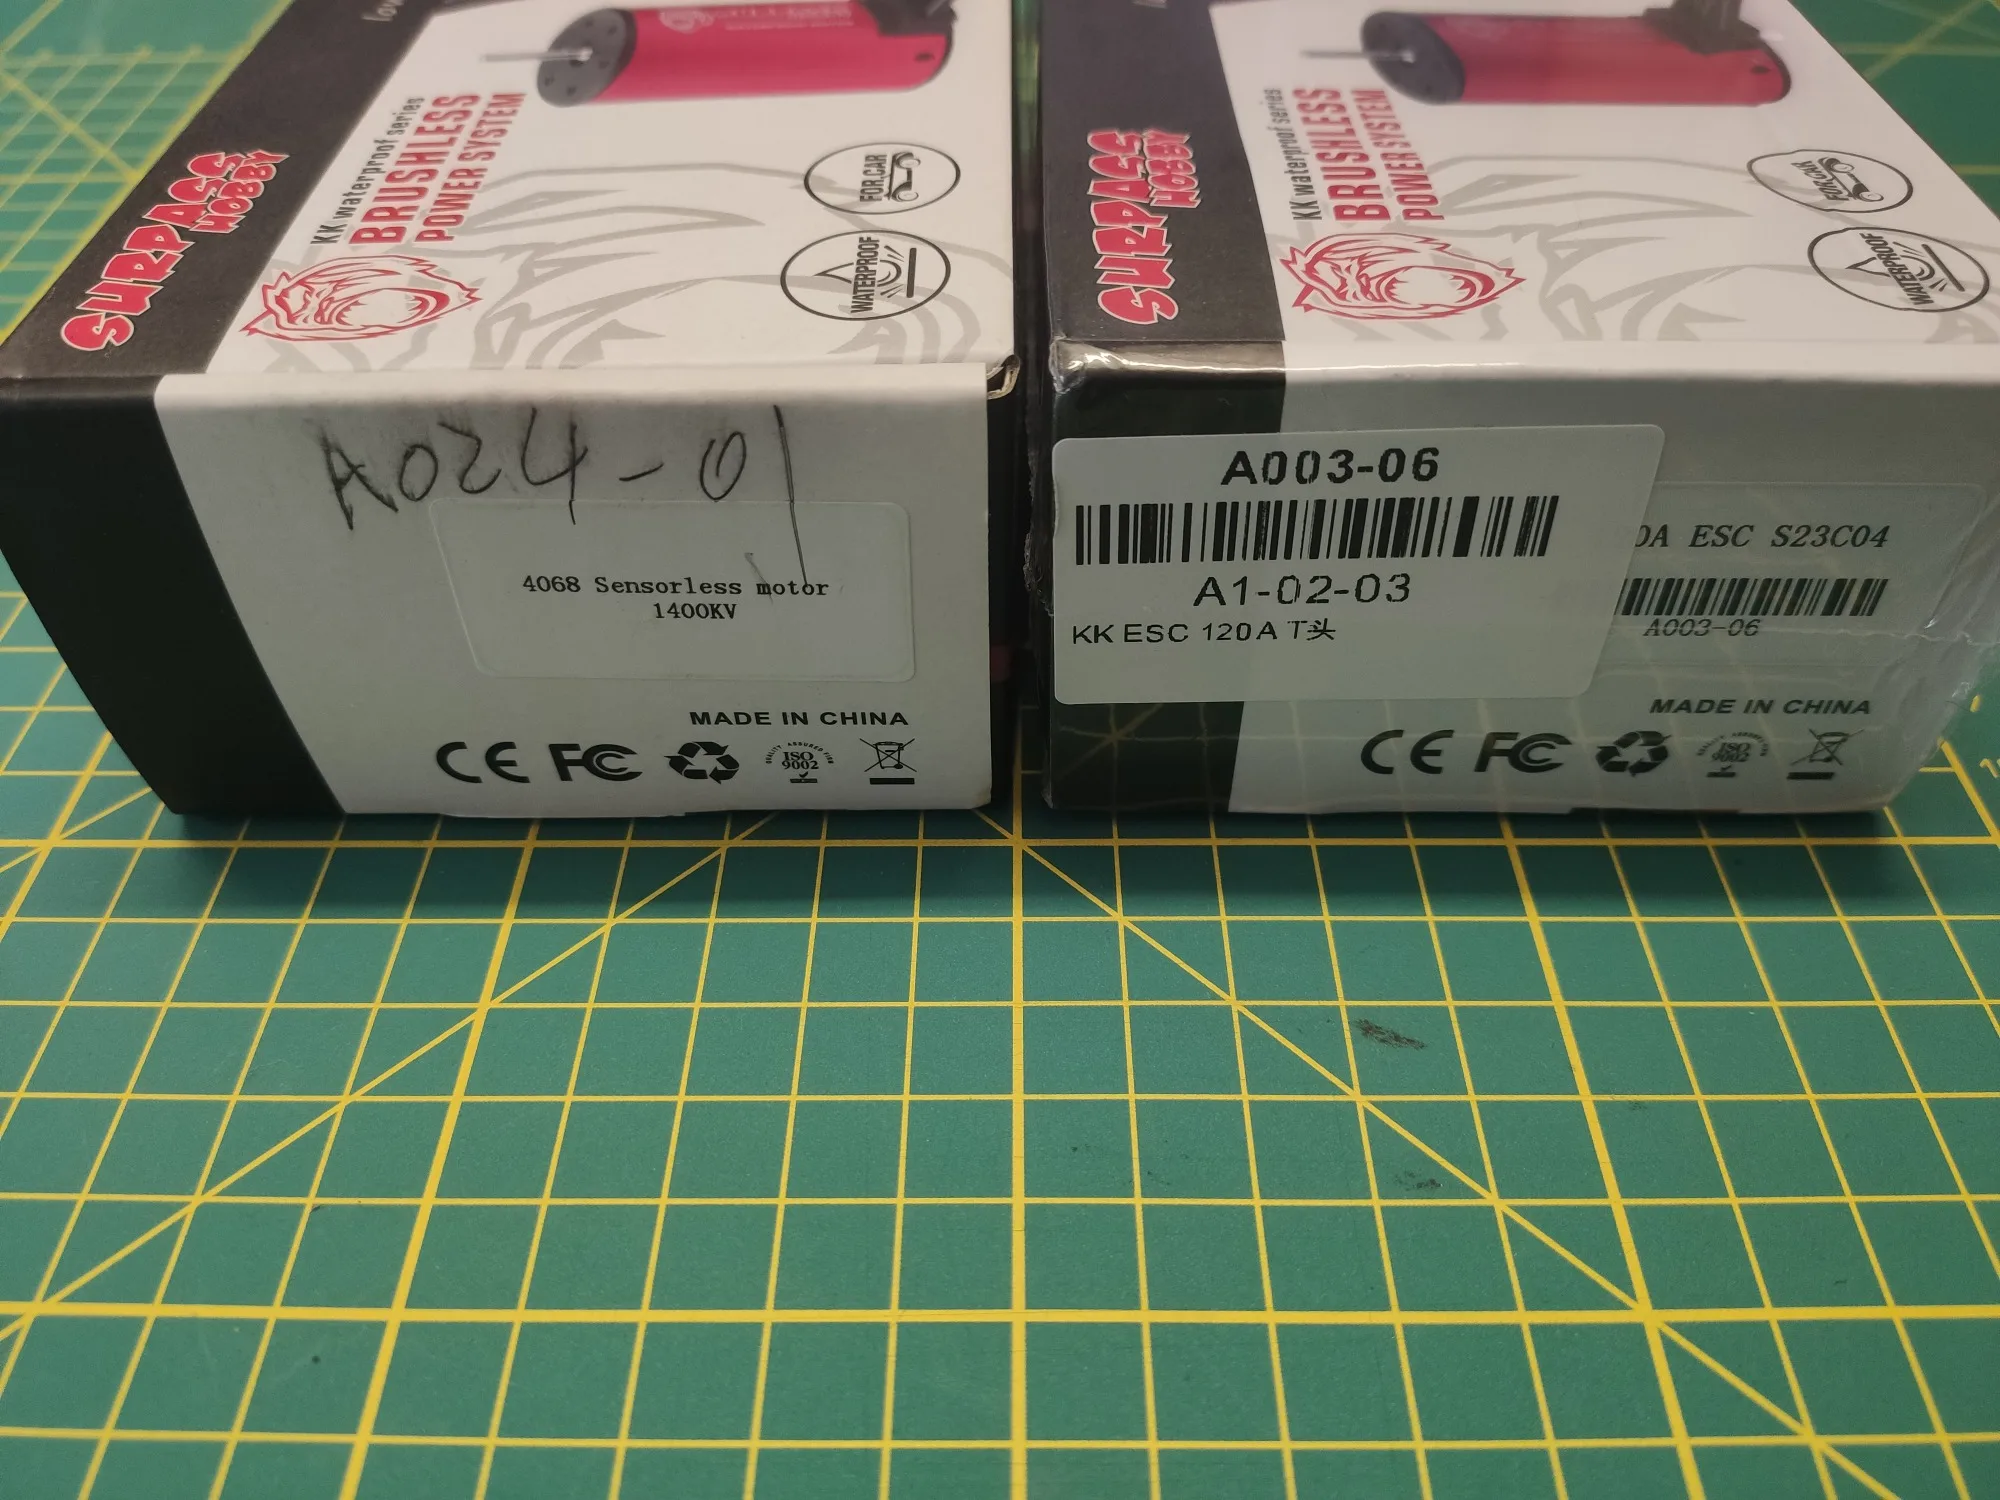 SURPASS
HOBBY
KK waterproof series
BRUSHLESS
POWER SYSTEM
FOR CAR
WATERPROOF
A024-01
4068 Sensorless motor
1400KV
MADE IN CHINA
CE FC
QUALITY ASSURED FIRM
ISO
9002
SURPASS
HOBBY
KK waterproof series
BRUSHLESS
POWER SYSTEM
FOR CAR
WATERPROOF
A003-06
A1-02-03
KK ESC 120A T头
0A ESC S23C04
A003-06
MADE IN CHINA
CE FC
ISO
9002